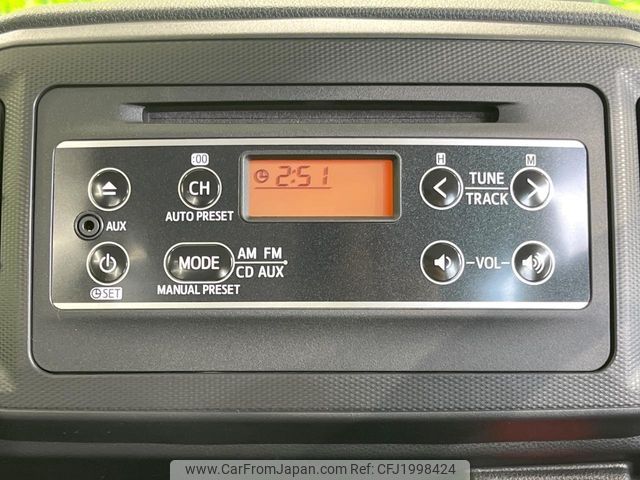 :00
H
M
2:51
CH
TUNE
TRACK
AUTO PRESET
AUX
MODE
AM FM
CD AUX
-VOL-
SET
MANUAL PRESET
www.CarFromJapan.com Ref: CFJ1998424